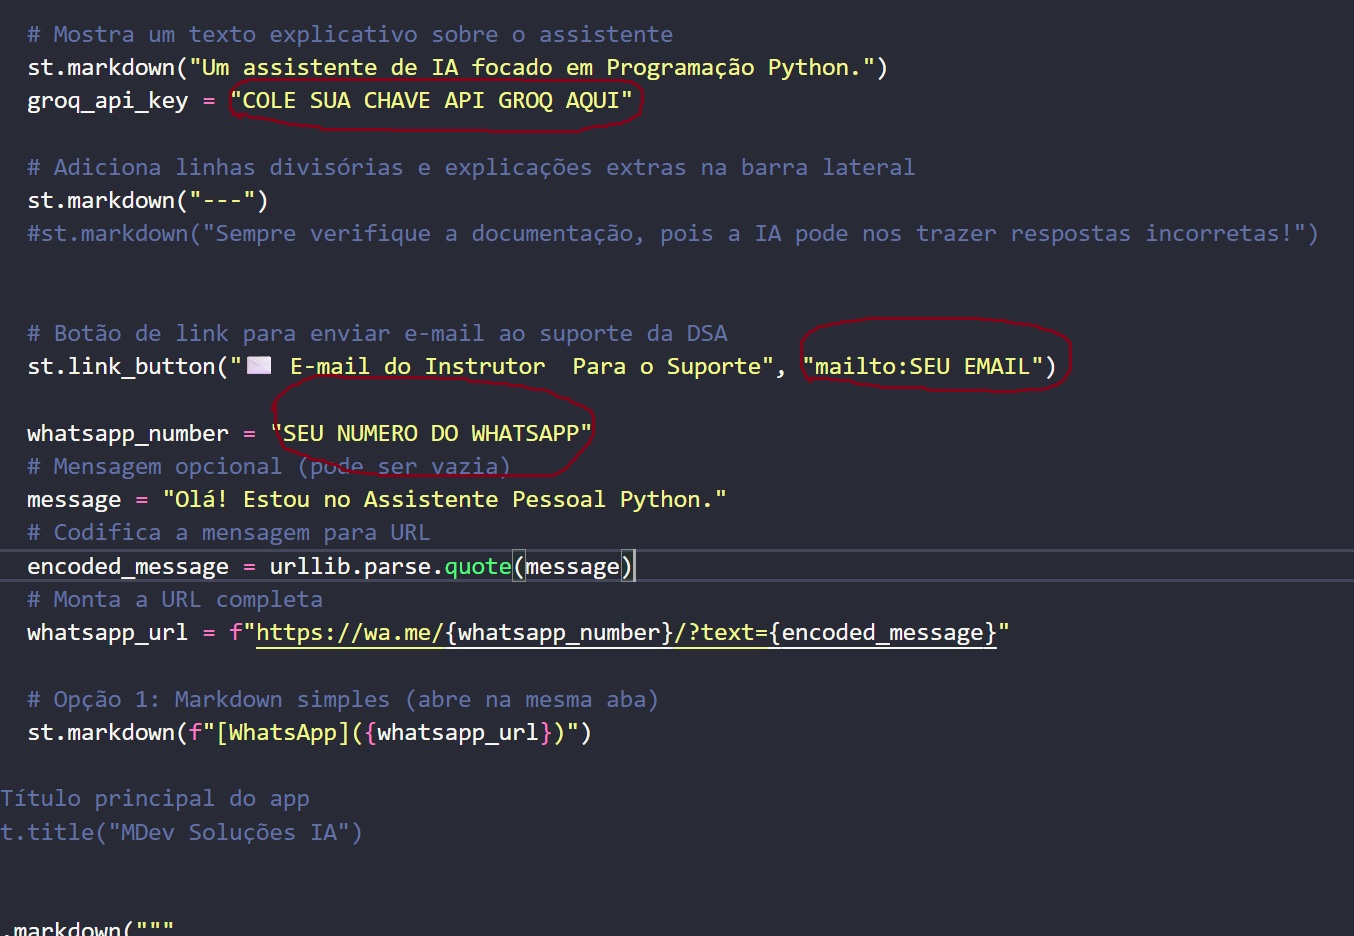 # Mostra um texto explicativo sobre o assistente
st.markdown("Um assistente de IA focado em Programação Python.")
groq_api_key = "COLE SUA CHAVE API GROQ AQUI"
# Adiciona linhas divisórias e explicações extras na barra lateral
st.markdown("---")
#st.markdown("Sempre verifique a documentação, pois a IA pode nos trazer respostas incorretas!")
# Botão de link para enviar e-mail ao suporte da DSA
st.link_button("✉️ E-mail do Instrutor  Para o Suporte", "mailto:SEU EMAIL")
whatsapp_number = "SEU NUMERO DO WHATSAPP"
# Mensagem opcional (pode ser vazia)
message = "Olá! Estou no Assistente Pessoal Python."
# Codifica a mensagem para URL
encoded_message = urllib.parse.quote(message)
# Monta a URL completa
whatsapp_url = f"https://wa.me/{whatsapp_number}/?text={encoded_message}"
# Opção 1: Markdown simples (abre na mesma aba)
st.markdown(f"[WhatsApp]({whatsapp_url})")
Título principal do app
t.title("MDev Soluções IA")
.markdown("""